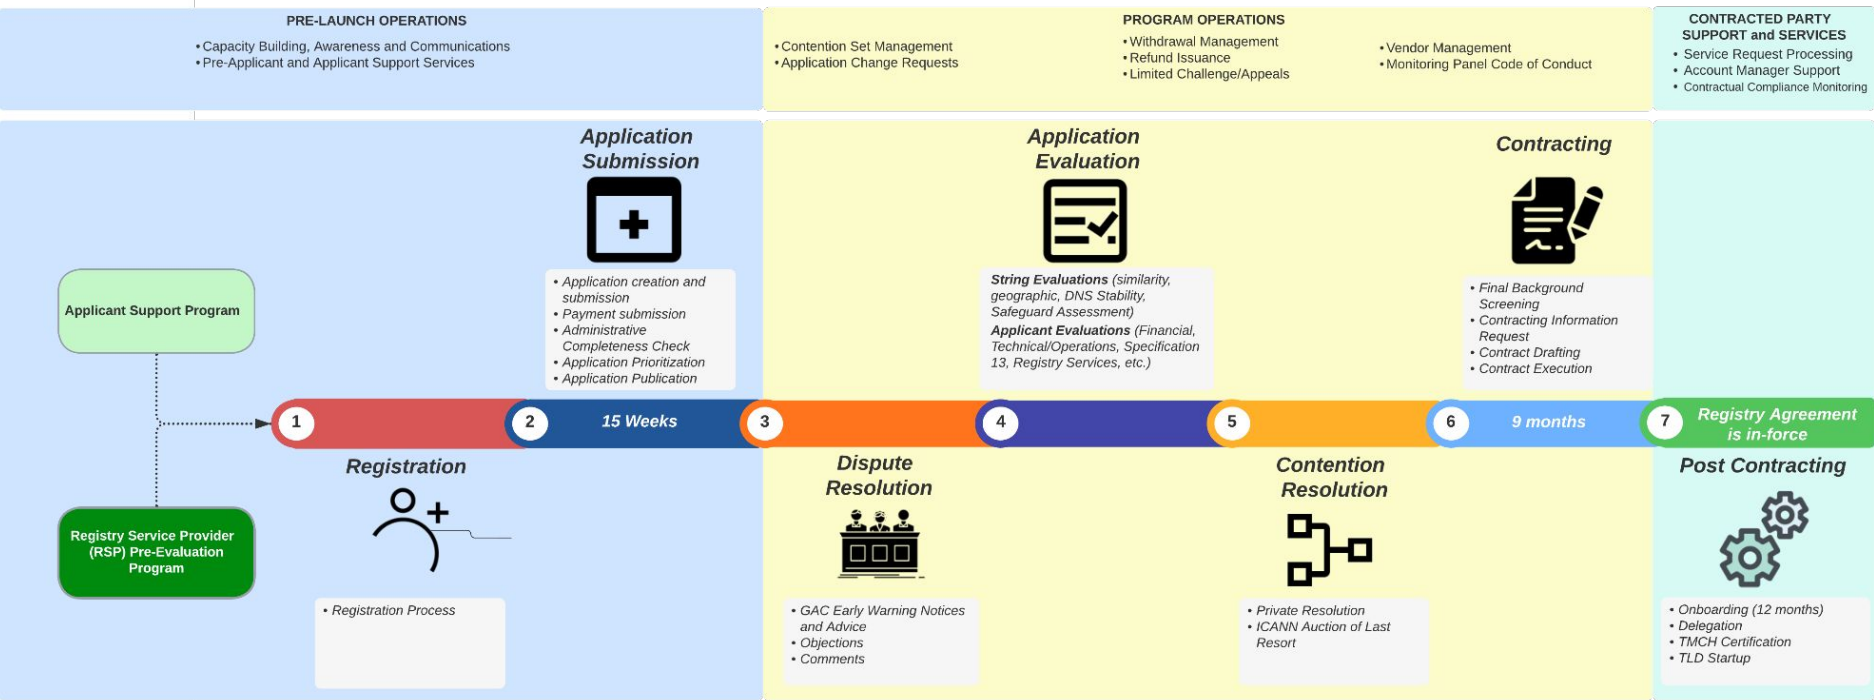 PRE-LAUNCH OPERATIONS
• Capacity Building, Awareness and Communications
• Pre-Applicant and Applicant Support Services
PROGRAM OPERATIONS
• Contention Set Management
• Application Change Requests
• Withdrawal Management
• Refund Issuance
• Limited Challenge/Appeals
• Vendor Management
• Monitoring Panel Code of Conduct
CONTRACTED PARTY
SUPPORT and SERVICES
• Service Request Processing
• Account Manager Support
• Contractual Compliance Monitoring
Applicant Support Program
Registry Service Provider
(RSP) Pre-Evaluation
Program
1
Registration
• Registration Process
Application
Submission
• Application creation and
submission
• Payment submission
• Administrative
Completeness Check
• Application Prioritization
• Application Publication
2
15 Weeks
3
Dispute
Resolution
• GAC Early Warning Notices
and Advice
• Objections
• Comments
Application
Evaluation
String Evaluations (similarity,
geographic, DNS Stability,
Safeguard Assessment)
Applicant Evaluations (Financial,
Technical/Operations, Specification
13, Registry Services, etc.)
4
5
Contention
Resolution
• Private Resolution
• ICANN Auction of Last
Resort
Contracting
• Final Background
Screening
• Contracting Information
Request
• Contract Drafting
• Contract Execution
6
9 months
7
Registry Agreement
is in-force
Post Contracting
• Onboarding (12 months)
• Delegation
• TMCH Certification
• TLD Startup